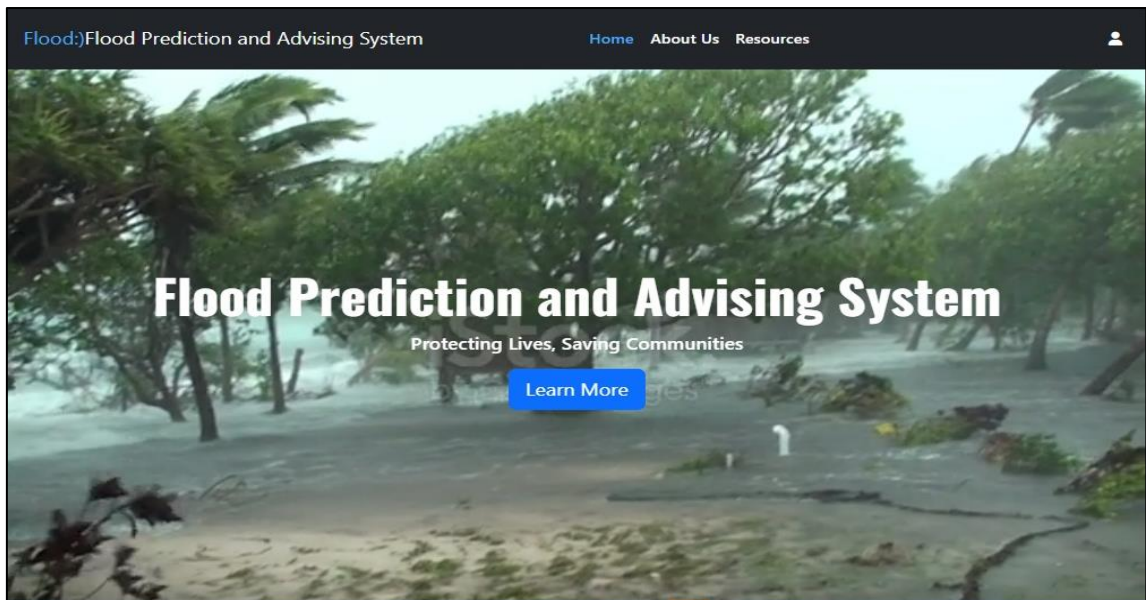 Flood:)Flood Prediction and Advising System
Home About Us Resources
Flood Prediction and Advising System
iStock
Protecting Lives, Saving Communities
Learn More